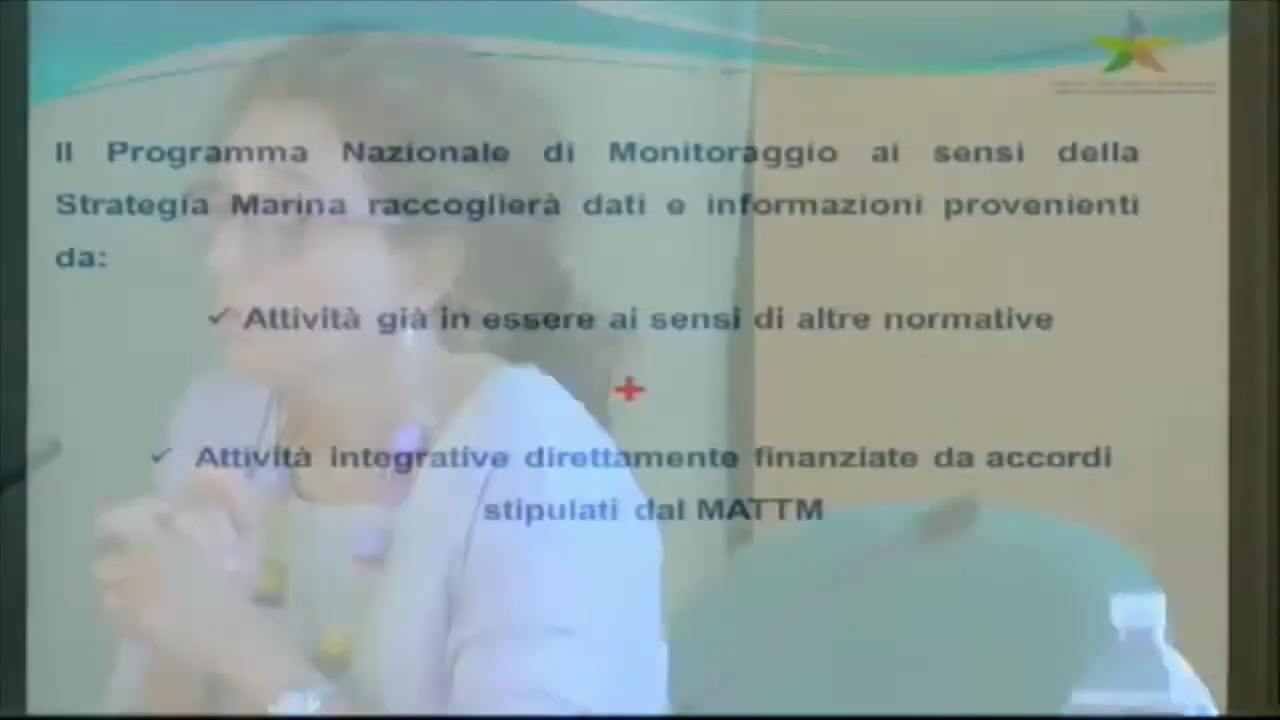 Il Programma Nazionale di Monitoraggio ai sensi della
Strategia Marina raccoglierà dati e informazioni provenienti
da:
✓ Attività già in essere ai sensi di altre normative
+
✓ Attività integrative direttamente finanziate da accordi
stipulati dal MATTM